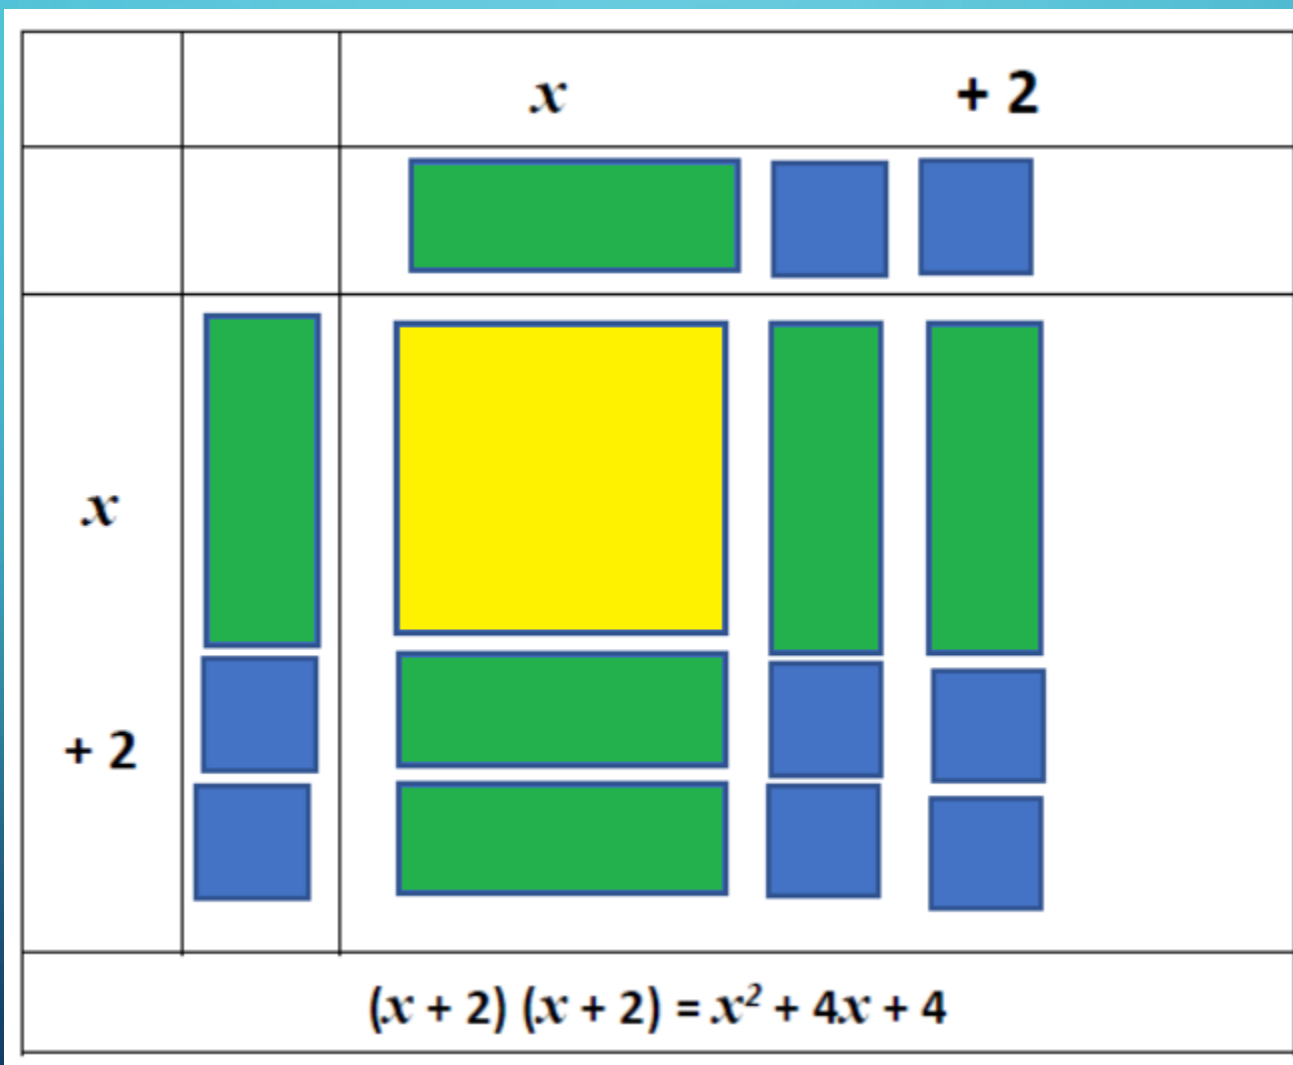 x + 2
x
+ 2
(x + 2) (x + 2) = x² + 4x + 4